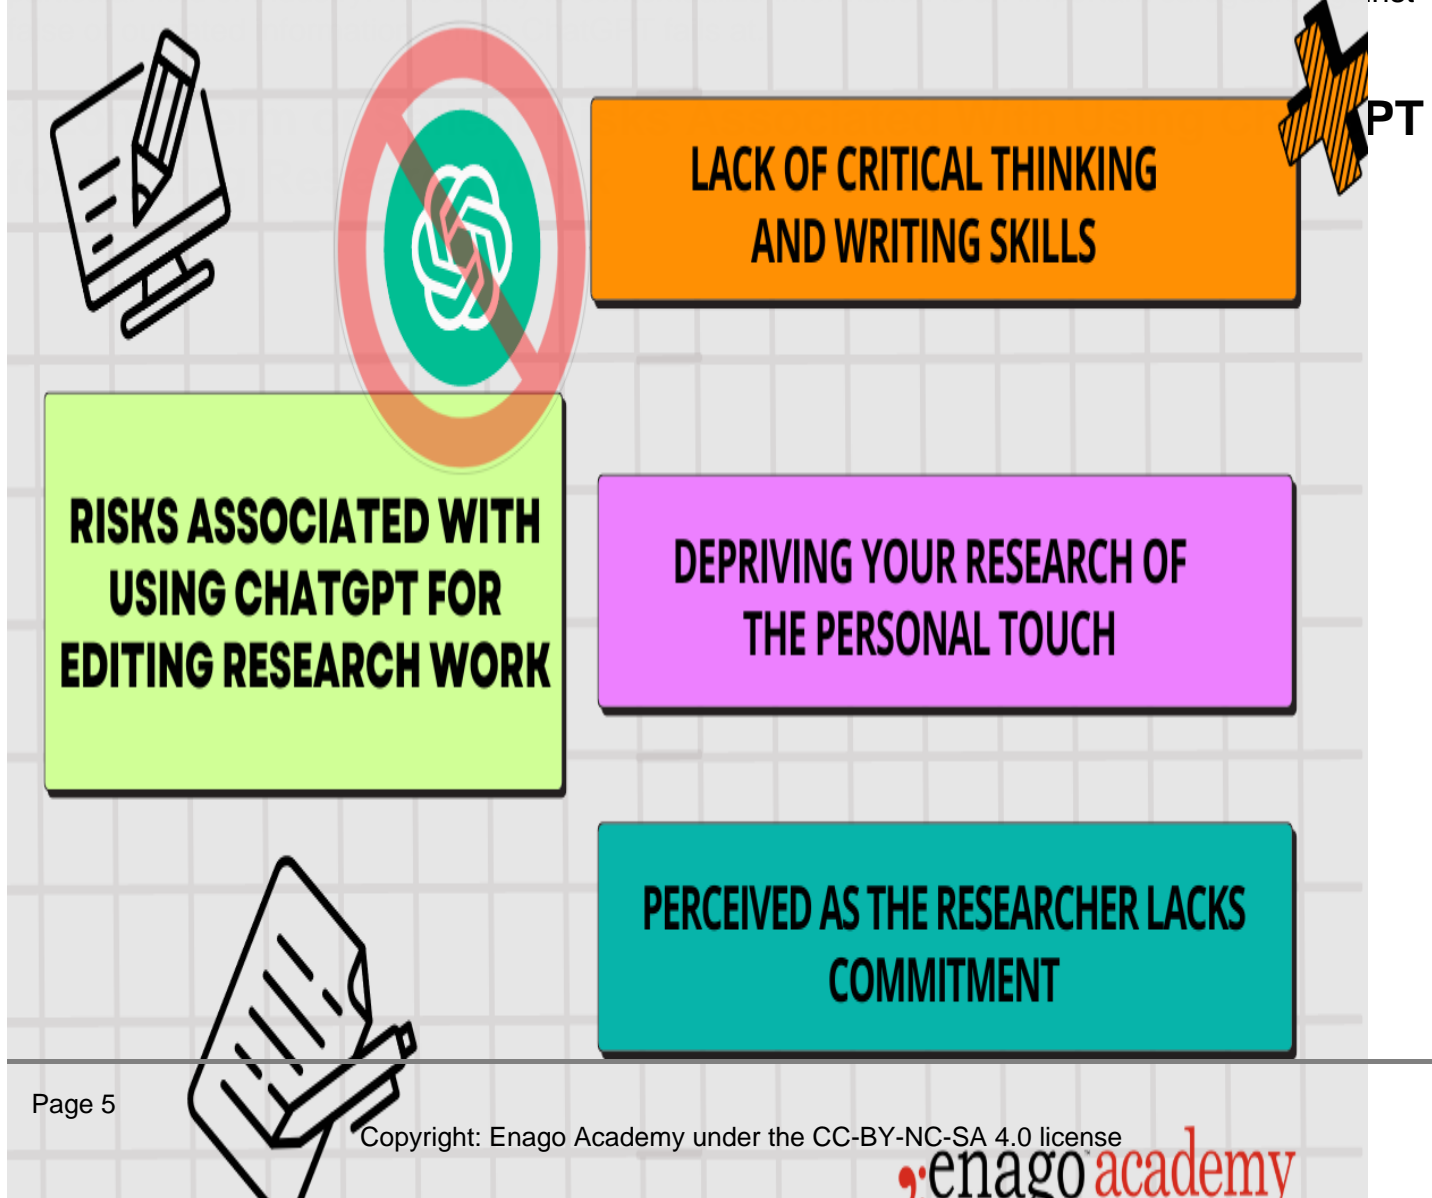 PT
LACK OF CRITICAL THINKING
AND WRITING SKILLS
RISKS ASSOCIATED WITH
USING CHATGPT FOR
EDITING RESEARCH WORK
DEPRIVING YOUR RESEARCH OF
THE PERSONAL TOUCH
PERCEIVED AS THE RESEARCHER LACKS
COMMITMENT
Page 5
Copyright: Enago Academy under the CC-BY-NC-SA 4.0 license
enago academy